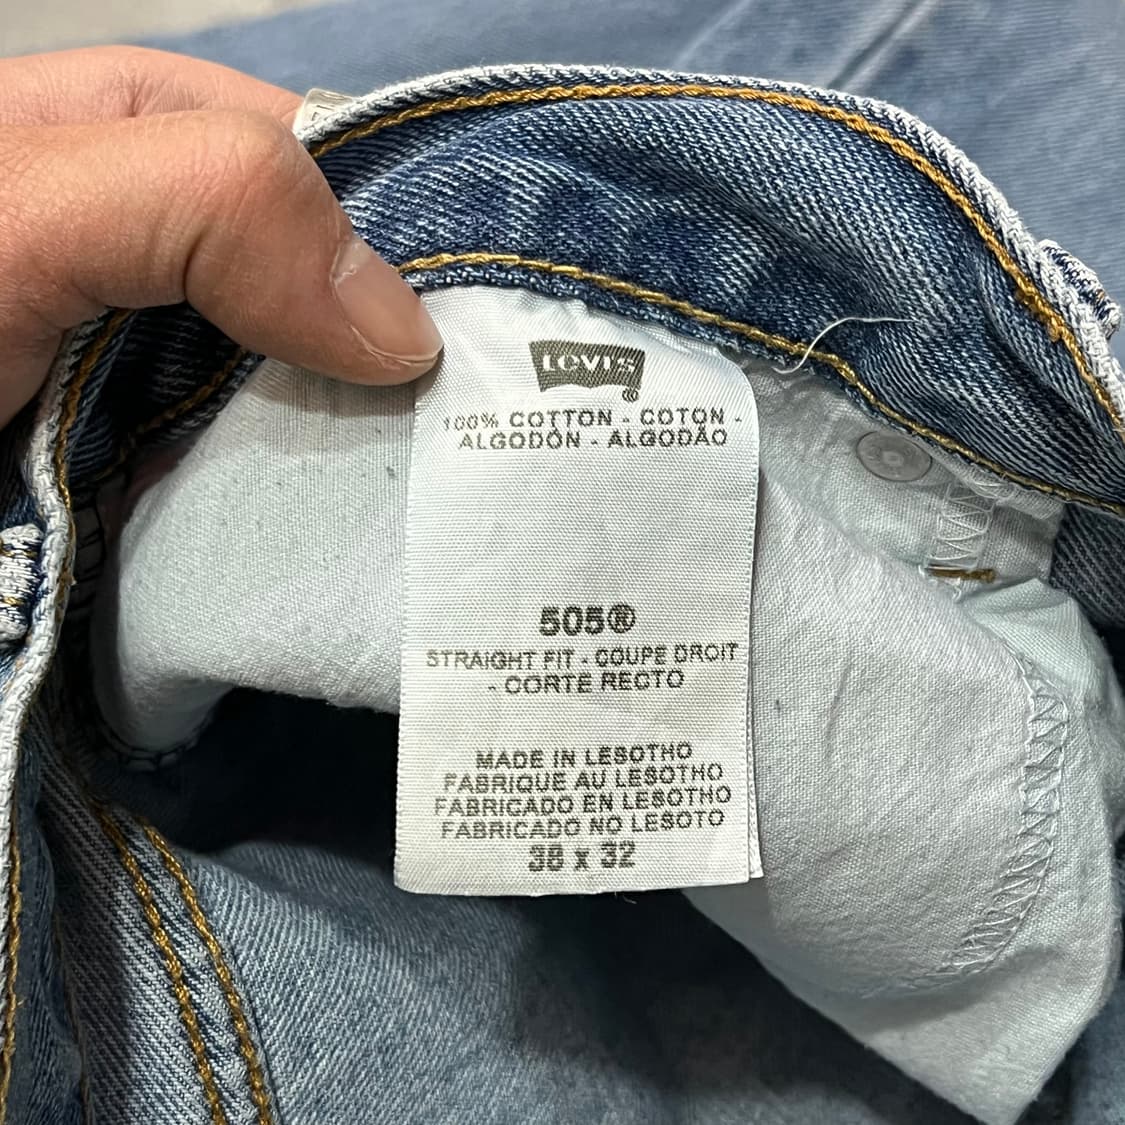 LEVI'S
®
100% COTTON - COTON -
ALGODÓN - ALGODÃO
505®
STRAIGHT FIT - COUPE DROIT
- CORTE RECTO
MADE IN LESOTHO
FABRIQUE AU LESOTHO
FABRICADO EN LESOTHO
FABRICADO NO LESOTO
38 x 32